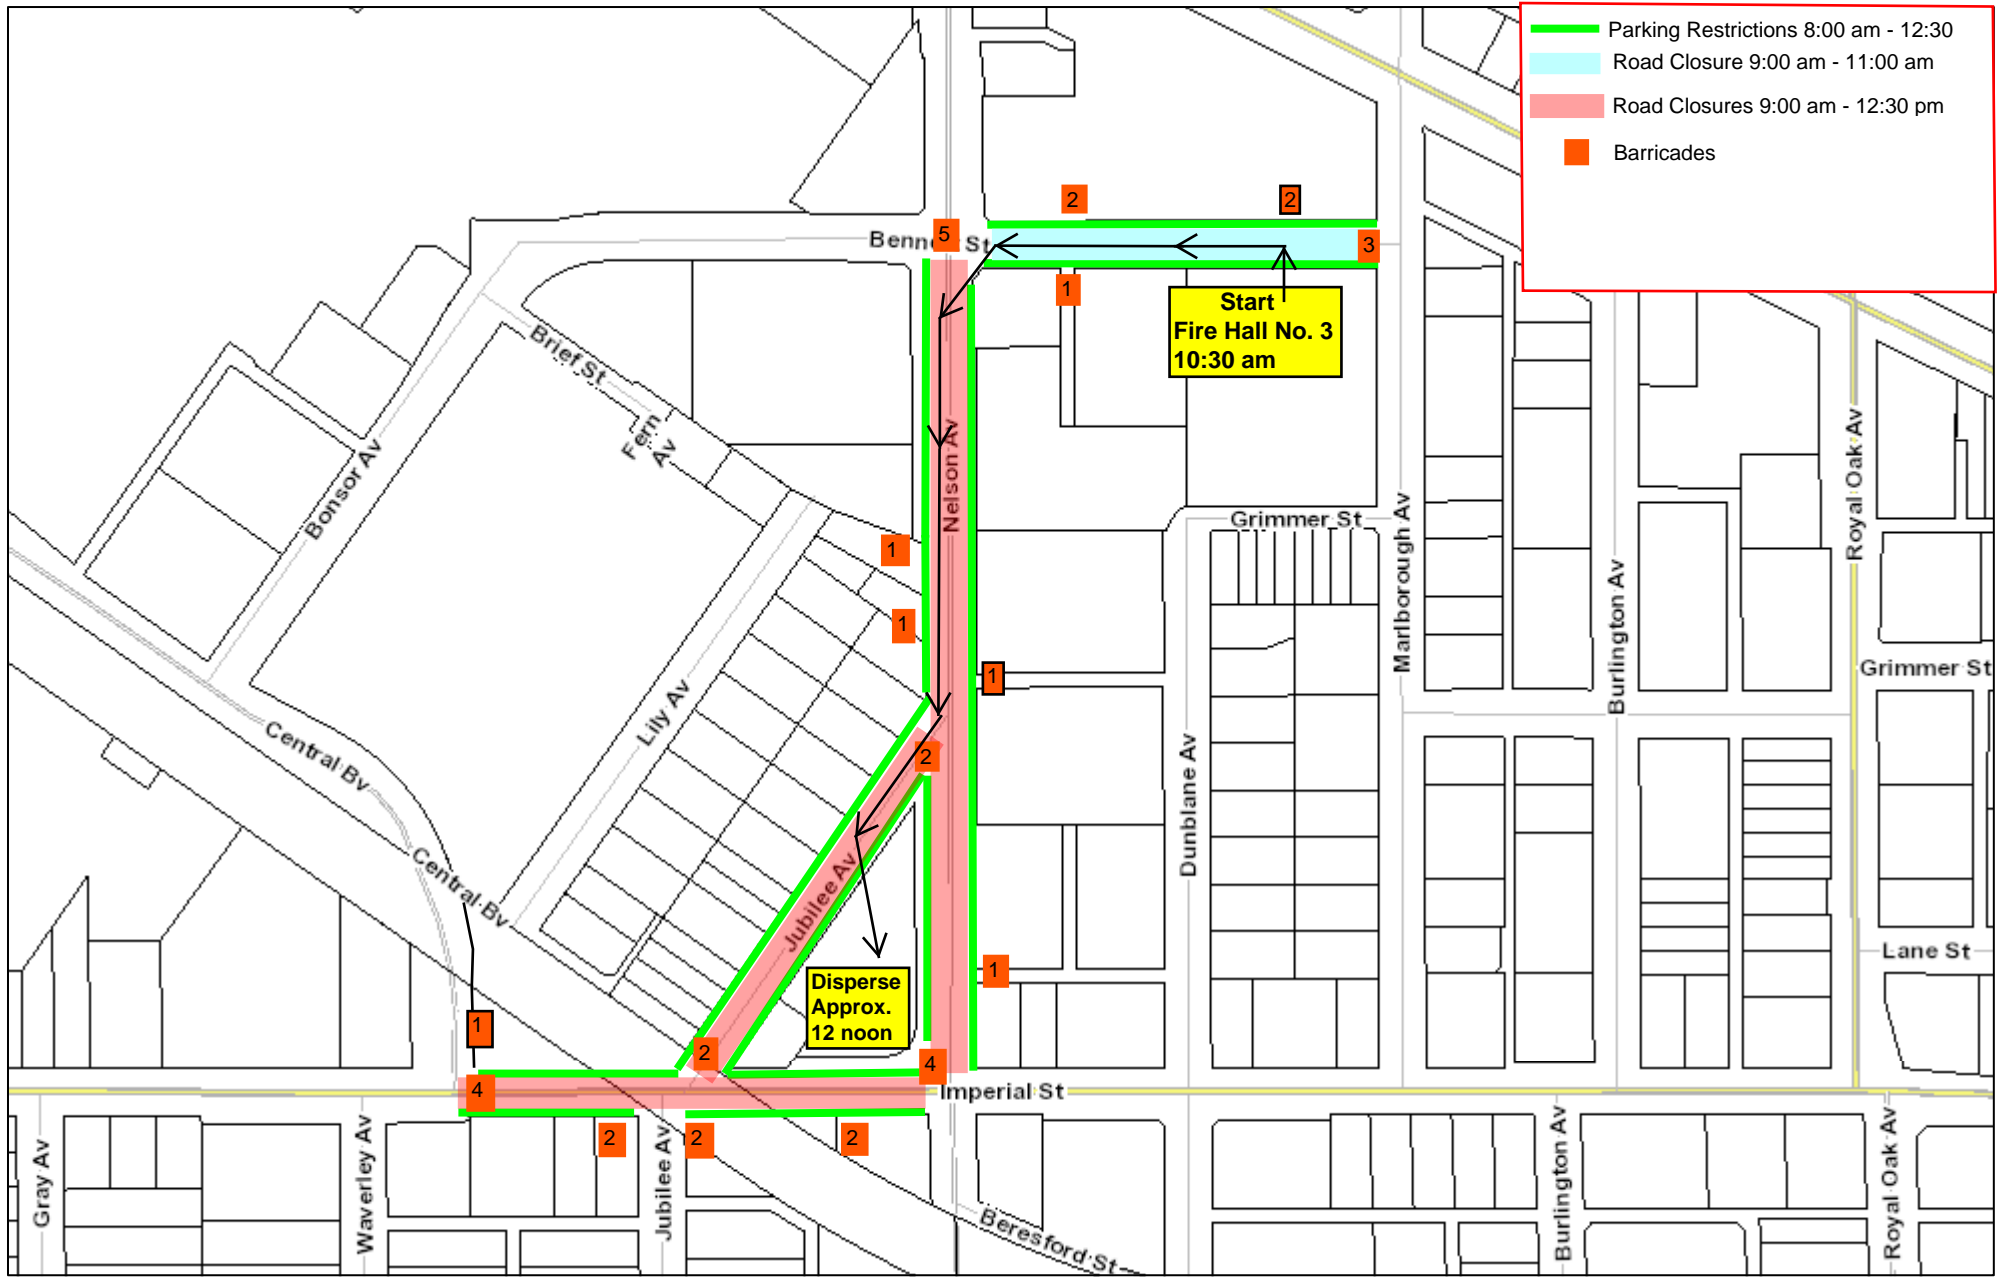 Parking Restrictions 8:00 am - 12:30
Road Closure 9:00 am - 11:00 am
Road Closures 9:00 am - 12:30 pm
Barricades
2
2
5
Benn
St
3
1
Start
Fire Hall No. 3
10:30 am
Brief St
Fern
Av
Bonsor Av
Nelson Av
Royal Oak Av
Grimmer St
Marlborough Av
1
1
Burlington Av
Grimmer St
1
Lily Av
Central Bv
2
Dunblane Av
Central Bv
Jubilee Av
Lane St
1
Disperse
Approx.
12 noon
1
2
4
4
Imperial St
2
2
2
Gray Av
Waverley Av
Jubilee Av
Beresford St
Burlington Av
Royal Oak Av